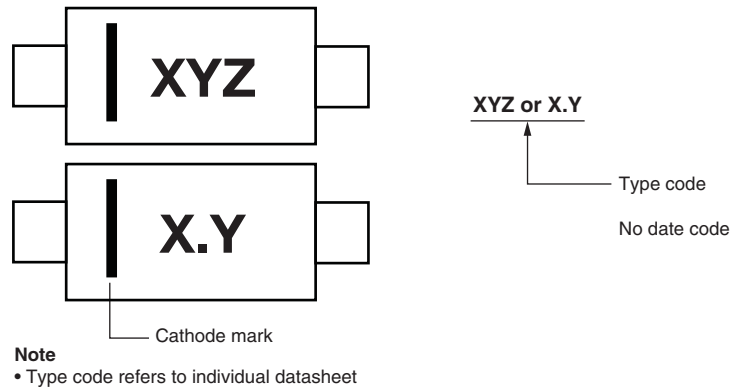 XYZ
XYZ or X.Y
Type code
No date code
X.Y
Cathode mark
Note
• Type code refers to individual datasheet